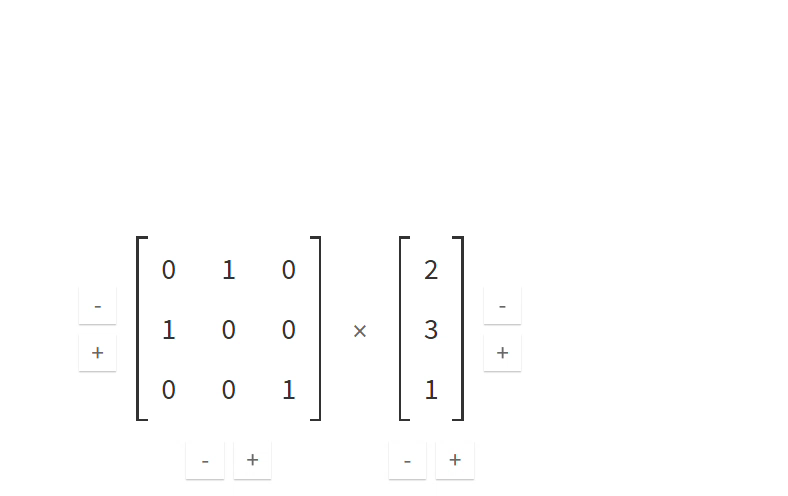 0 1 0 2
- 1 0 0 × 3 -
+ +
0 0 1 1
- + - +